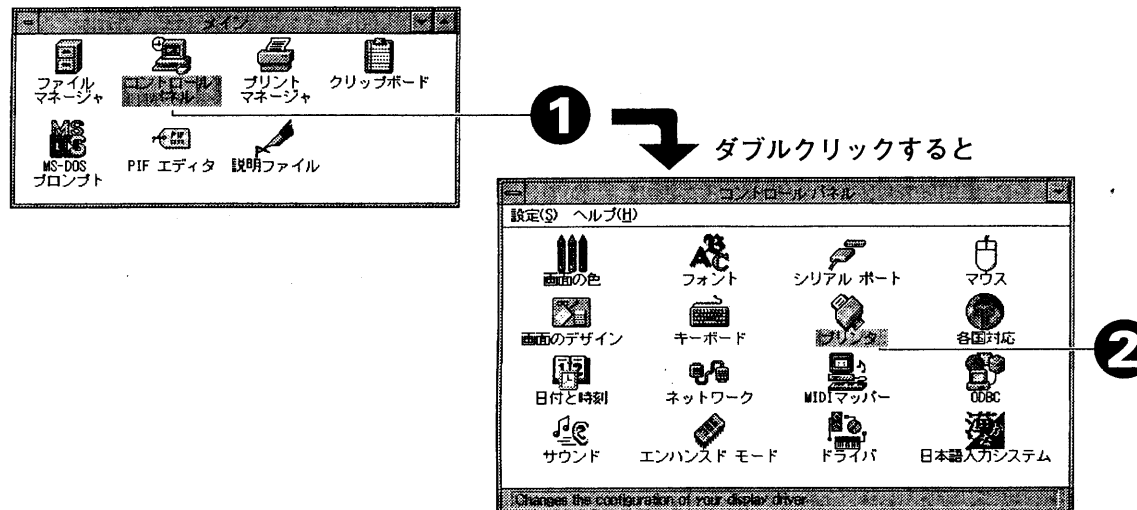 メイン
ファイル マネージャ
コントロール パネル
プリント マネージャ
クリップボード
MS-DOS プロンプト
PIF エディタ
説明ファイル
1
ダブルクリックすると
コントロール パネル
設定(S) ヘルプ(H)
画面の色 フォント シリアル ポート マウス
画面のデザイン キーボード プリンタ 各国対応
日付と時刻 ネットワーク MIDIマッパー ODBC
サウンド エンハンスド モード ドライバ 日本語入力システム
2
Changes the configuration of your display driver